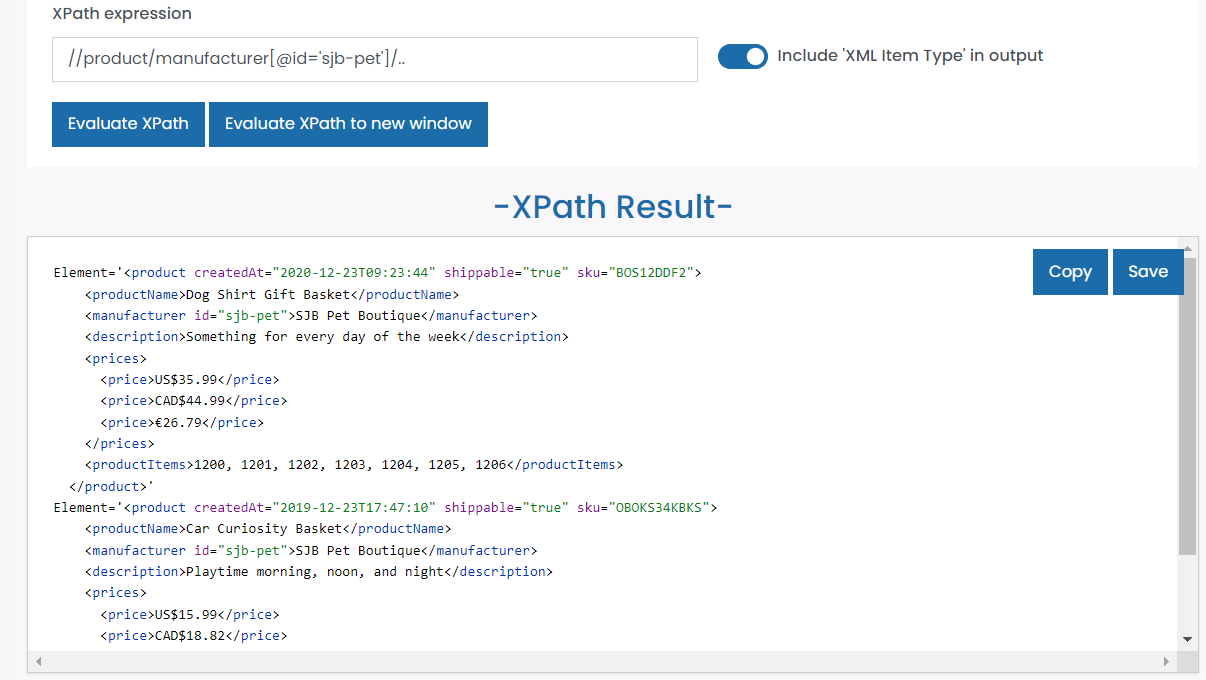 XPath expression
//product/manufacturer[@id='sjb-pet']/..
Include 'XML Item Type' in output
Evaluate XPath
Evaluate XPath to new window
-XPath Result-
Copy
Save
Element='<product createdAt="2020-12-23T09:23:44" shippable="true" sku="BOS12DDF2">
<productName>Dog Shirt Gift Basket</productName>
<manufacturer id="sjb-pet">SJB Pet Boutique</manufacturer>
<description>Something for every day of the week</description>
<prices>
<price>US$35.99</price>
<price>CAD$44.99</price>
<price>€26.79</price>
</prices>
<productItems>1200, 1201, 1202, 1203, 1204, 1205, 1206</productItems>
</product>'
Element='<product createdAt="2019-12-23T17:47:10" shippable="true" sku="OBOKS34KBKS">
<productName>Car Curiosity Basket</productName>
<manufacturer id="sjb-pet">SJB Pet Boutique</manufacturer>
<description>Playtime morning, noon, and night</description>
<prices>
<price>US$15.99</price>
<price>CAD$18.82</price>